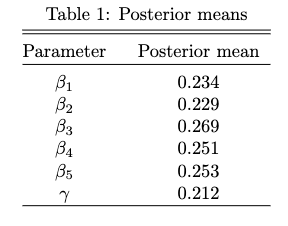 Table 1: Posterior means
Parameter Posterior mean
β₁ 0.234
β₂ 0.229
β₃ 0.269
β₄ 0.251
β₅ 0.253
γ 0.212